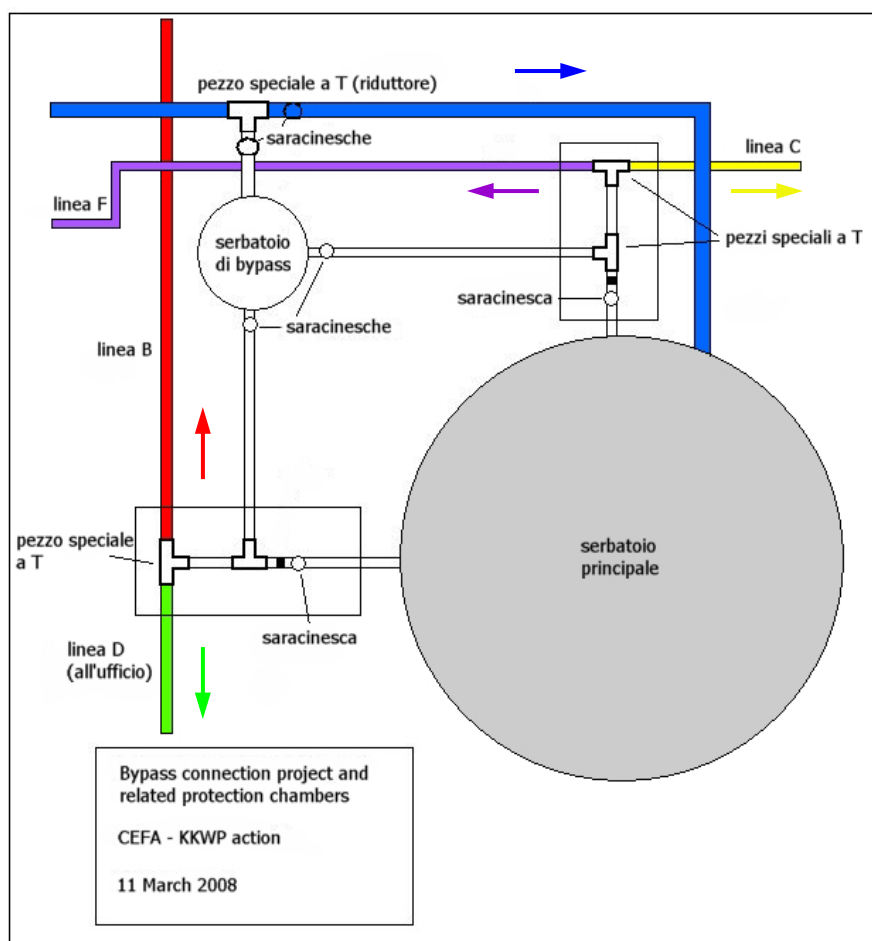 pezzo speciale a T (riduttore)
saracinesche
linea C
linea F
serbatoio
di bypass
pezzi speciali a T
saracinesca
saracinesche
linea B
pezzo speciale
a T
serbatoio
principale
saracinesca
linea D
(all'ufficio)
Bypass connection project and
related protection chambers
CEFA - KKWP action
11 March 2008